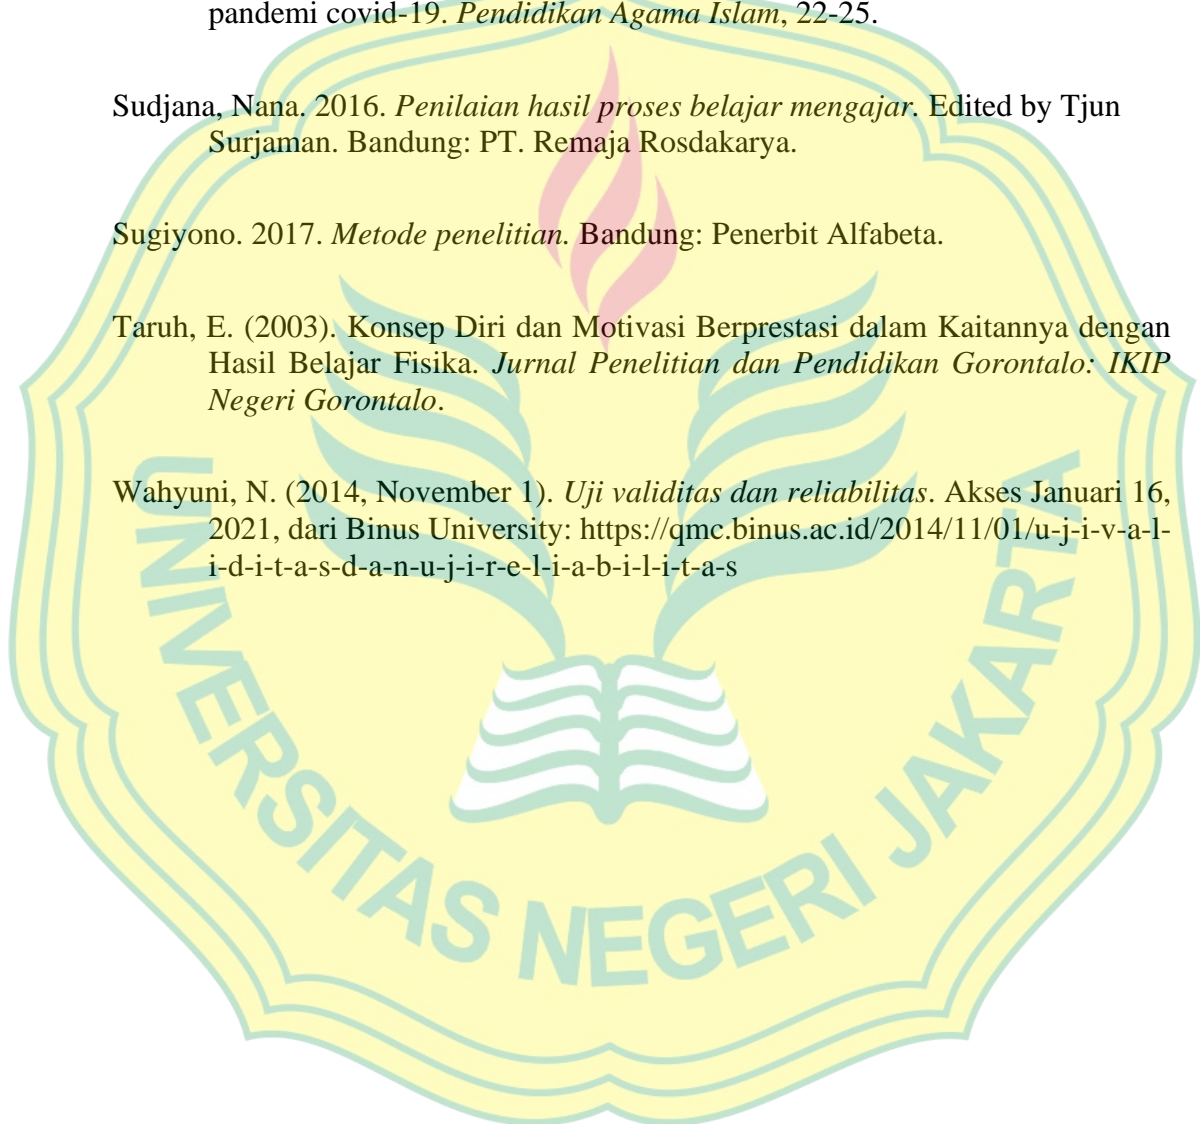 pandemi covid-19. Pendidikan Agama Islam, 22-25.
Sudjana, Nana. 2016. Penilaian hasil proses belajar mengajar. Edited by Tjun
Surjaman. Bandung: PT. Remaja Rosdakarya.
Sugiyono. 2017. Metode penelitian. Bandung: Penerbit Alfabeta.
Taruh, E. (2003). Konsep Diri dan Motivasi Berprestasi dalam Kaitannya dengan
Hasil Belajar Fisika. Jurnal Penelitian dan Pendidikan Gorontalo: IKIP
Negeri Gorontalo.
Wahyuni, N. (2014, November 1). Uji validitas dan reliabilitas. Akses Januari 16,
2021, dari Binus University: https://qmc.binus.ac.id/2014/11/01/u-j-i-v-a-l-
i-d-i-t-a-s-d-a-n-u-j-i-r-e-l-i-a-b-i-l-i-t-a-s
UNIVERSITAS NEGERI JAKARTA